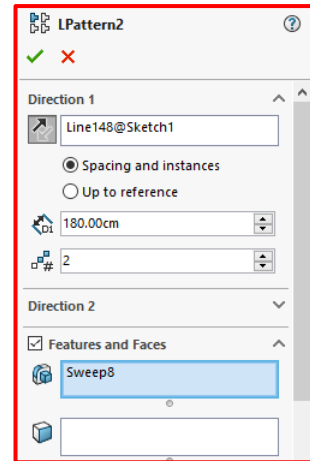 LPattern2
Direction 1
Line148@Sketch1
Spacing and instances
Up to reference
D1
180.00cm
#
2
Direction 2
Features and Faces
Sweep8